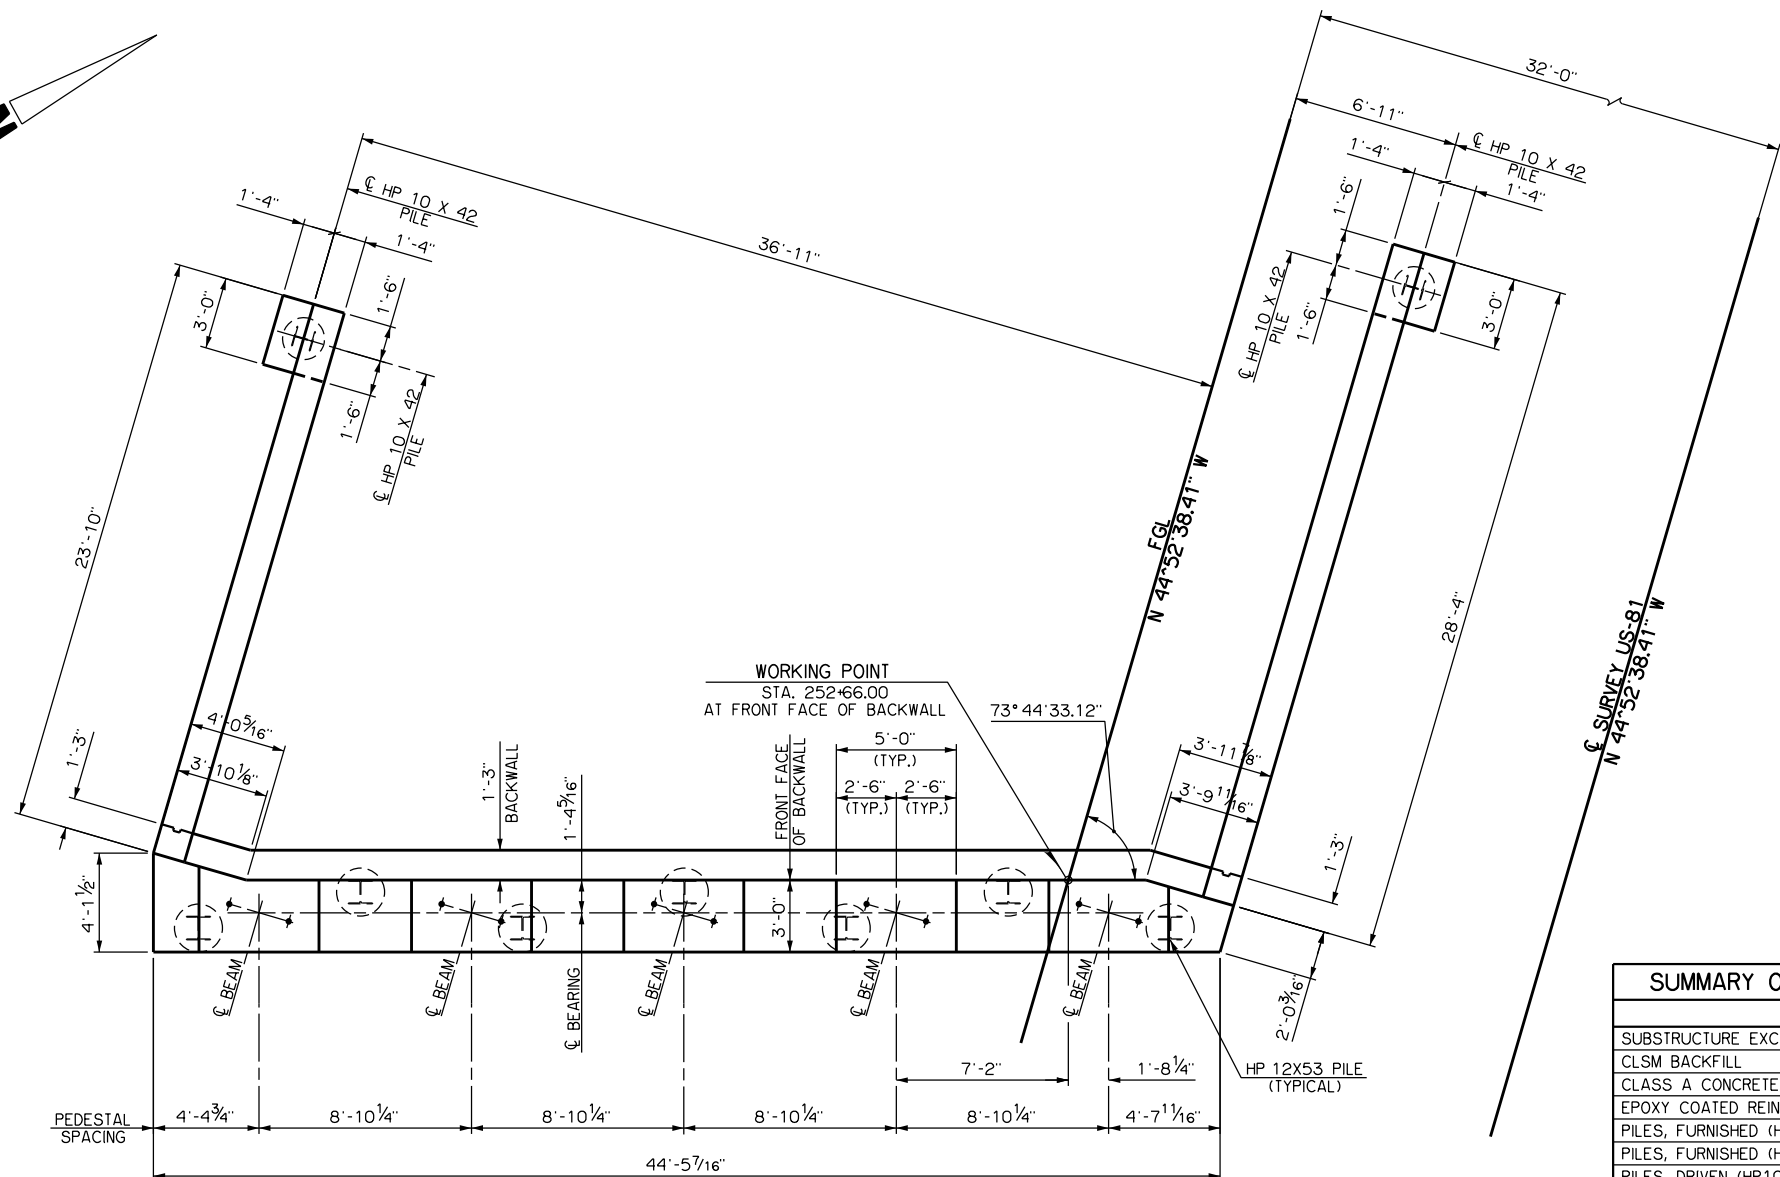 32'-0"
6'-11"
1'-4"
℄ HP 10 X 42
PILE
1'-4"
1'-6"
1'-6"
℄ HP 10 X 42
PILE
3'-0"
1'-4"
℄ HP 10 X 42
PILE
1'-4"
36'-11"
3'-0"
1'-6"
1'-6"
℄ HP 10 X 42
PILE
23'-10"
FGL
N 44^52'38.41" W
28'-4"
℄ SURVEY US-81
N 44^52'38.41" W
WORKING POINT
STA. 252+66.00
AT FRONT FACE OF BACKWALL
73°44'33.12"
1'-3"
4'-0 5/16"
3'-10 1/8"
1'-3"
BACKWALL
1'-4 5/16"
FRONT FACE
OF BACKWALL
5'-0"
(TYP.)
2'-6"
(TYP.)
2'-6"
(TYP.)
3'-11 7/8"
3'-9 11/16"
1'-3"
4'-1 1/2"
3'-0"
℄ BEAM
℄ BEAM
℄ BEARING
℄ BEAM
℄ BEAM
℄ BEAM
2'-0 3/16"
7'-2"
1'-8 1/4"
HP 12X53 PILE
(TYPICAL)
PEDESTAL
SPACING
4'-4 3/4"
8'-10 1/4"
8'-10 1/4"
8'-10 1/4"
8'-10 1/4"
4'-7 11/16"
44'-5 7/16"
SUMMARY
SUBSTRUCTURE EXC
CLSM BACKFILL
CLASS A CONCRETE
EPOXY COATED REIN
PILES, FURNISHED (H
PILES, FURNISHED (H
PILES, DRIVEN (HP10